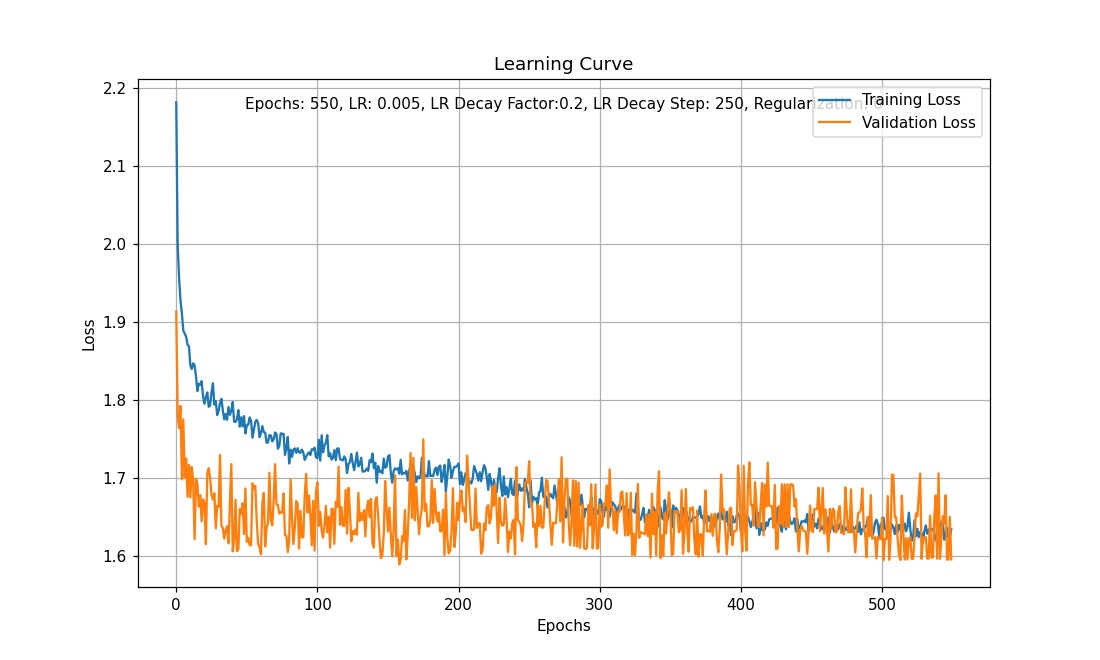 Learning Curve
Epochs: 550, LR: 0.005, LR Decay Factor:0.2, LR Decay Step: 250, Regularization: 0
Training Loss
Validation Loss
2.2
2.1
2.0
1.9
1.8
1.7
1.6
Loss
0 100 200 300 400 500
Epochs